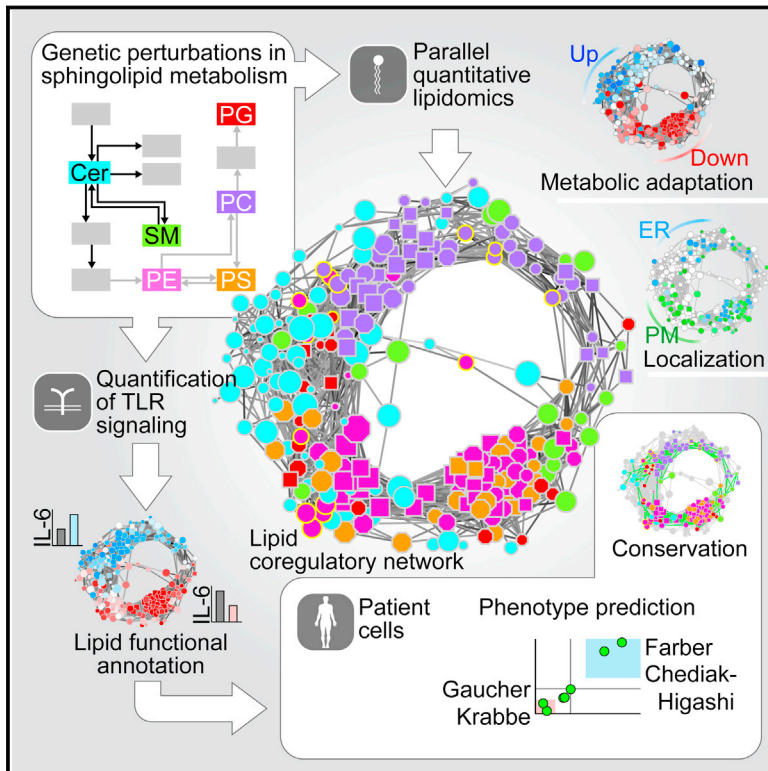 Genetic perturbations in
sphingolipid metabolism
PG
Cer
PC
SM
PE
PS
Parallel
quantitative
lipidomics
Up
Down
Metabolic adaptation
ER
PM
Localization
Quantification
of TLR
signaling
IL-6
IL-6
Lipid functional
annotation
Lipid
coregulatory network
Conservation
Patient
cells
Phenotype prediction
Farber
Chediak-
Higashi
Gaucher
Krabbe